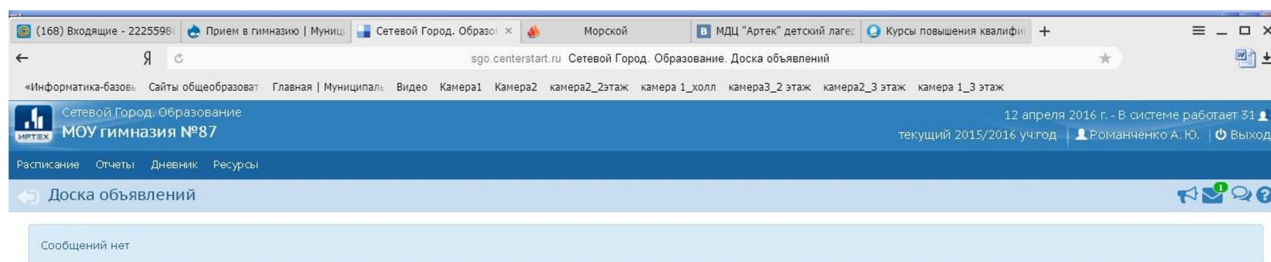 (168) Входящие - 2225598 Прием в гимназию | Муниц Сетевой Город. Образо × Морской В МДЦ "Артек" детский лагер Курсы повышения квалифи +
Я sgo.centerstart.ru Сетевой Город. Образование. Доска объявлений
«Информатика-базовь Сайты общеобразоват Главная | Муниципаль Видео Камера1 Камера2 камера2_2этаж камера 1_холл камера3_2 этаж камера2_3 этаж камера 1_3 этаж
Сетевой Город. Образование 12 апреля 2016 г. - В системе работает 31
ИРТЕХ МОУ гимназия №87 текущий 2015/2016 уч.год Романченко А. Ю. Выход
Расписание Отчеты Дневник Ресурсы
Доска объявлений 1 ?
Сообщений нет